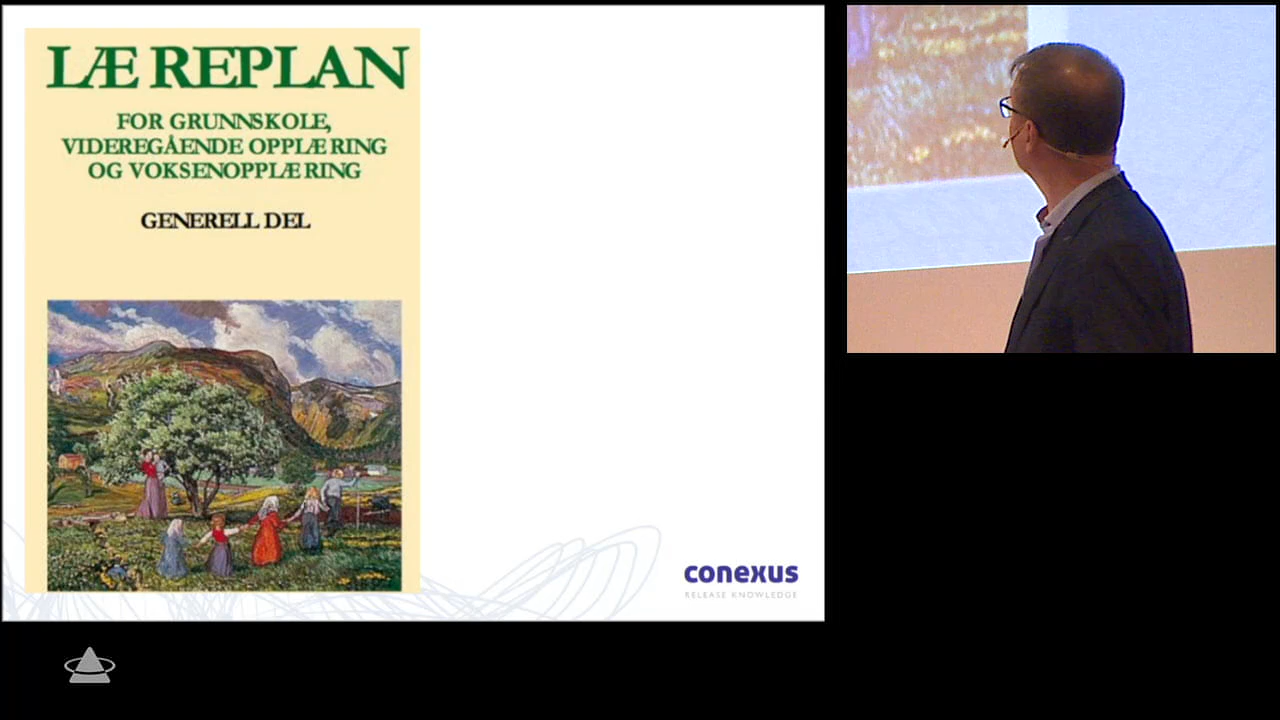 LÆREPLAN
FOR GRUNNSKOLE,
VIDEREGÅENDE OPPLÆRING
OG VOKSENOPPLÆRING
GENERELL DEL
conexus
RELEASE KNOWLEDGE